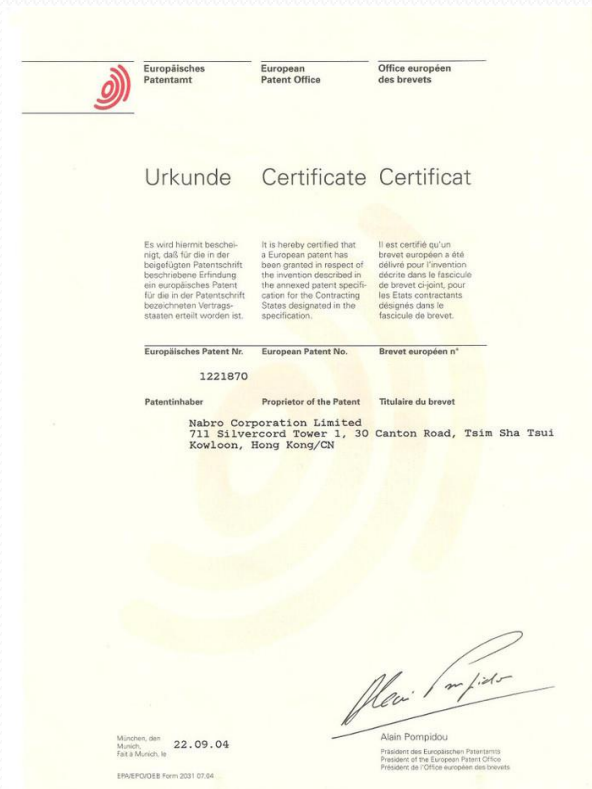 Europäisches
Patentamt
European
Patent Office
Office européen
des brevets
Urkunde
Certificate
Certificat
Es wird hiermit beschei-
nigt, daß für die in der
beigefügten Patentschrift
beschriebene Erfindung
ein europäisches Patent
für die in der Patentschrift
bezeichneten Vertrags-
staaten erteilt worden ist.
It is hereby certified that
a European patent has
been granted in respect of
the invention described in
the annexed patent specifi-
cation for the Contracting
States designated in the
specification.
Il est certifié qu'un
brevet européen a été
délivré pour l'invention
décrite dans le fascicule
de brevet ci-joint, pour
les Etats contractants
désignés dans le
fascicule de brevet.
Europäisches Patent Nr.
European Patent No.
Brevet européen n°
1221870
Patentinhaber
Proprietor of the Patent
Titulaire du brevet
Nabro Corporation Limited
711 Silvercord Tower 1, 30 Canton Road, Tsim Sha Tsui
Kowloon, Hong Kong/CN
Alain Pompidou
München, den
Munich,
Fait à Munich, le
22.09.04
Alain Pompidou
Präsident des Europäischen Patentamts
President of the European Patent Office
Président de l'Office européen des brevets
EPA/EPO/OEB Form 2031 07.04